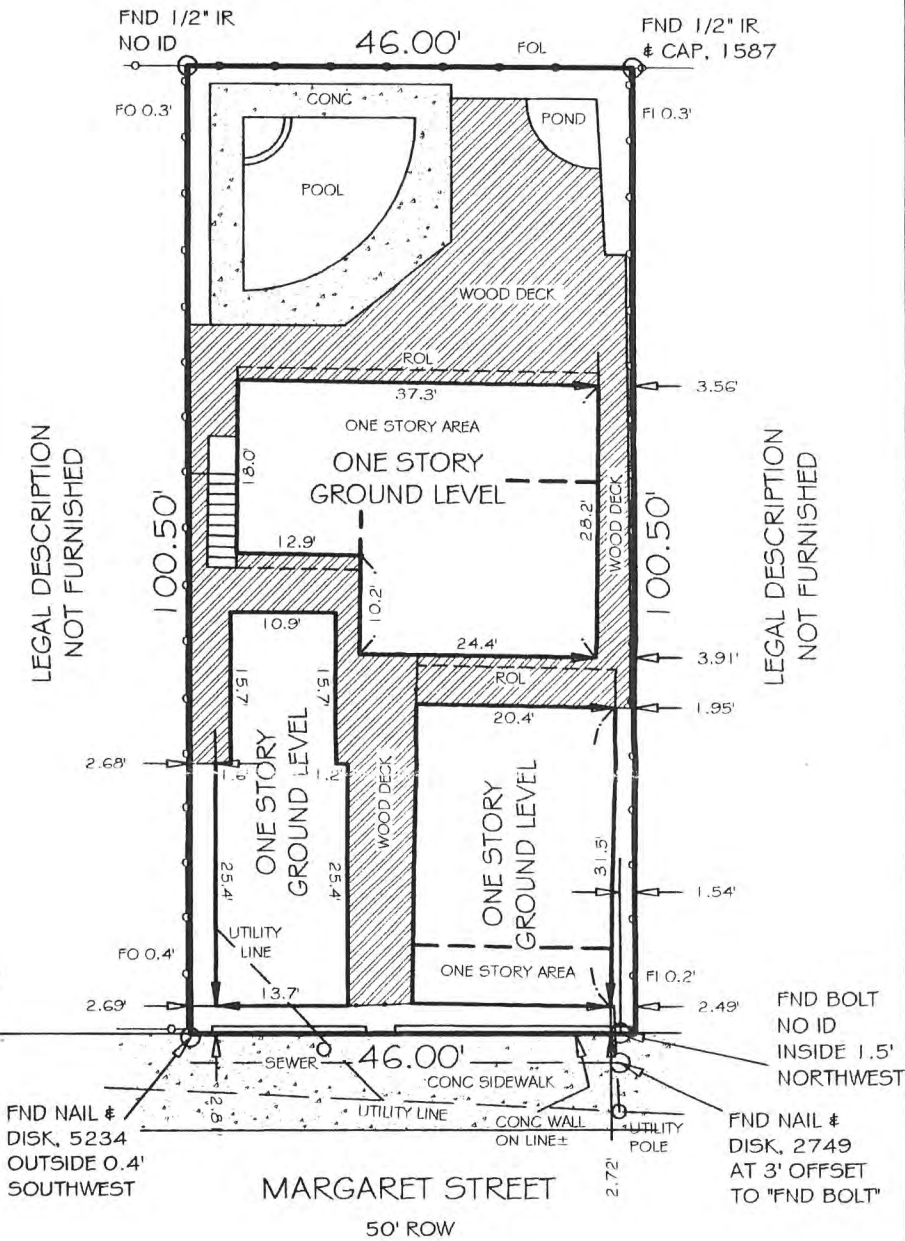 FND 1/2" IR
NO ID
46.00'
FOL
FND 1/2" IR
& CAP, 1587
FO 0.3'
CONC
POND
FI 0.3'
POOL
WOOD DECK
ROL
37.3'
3.56'
ONE STORY AREA
ONE STORY
GROUND LEVEL
18.0'
28.2'
WOOD DECK
LEGAL DESCRIPTION
NOT FURNISHED
100.50'
100.50'
LEGAL DESCRIPTION
NOT FURNISHED
12.9'
10.2'
10.9'
24.4'
3.91'
ROL
1.95'
15.7'
15.7'
20.4'
2.68'
ONE STORY
GROUND LEVEL
WOOD DECK
ONE STORY
GROUND LEVEL
31.5'
25.4'
25.4'
1.54'
UTILITY
LINE
FO 0.4'
ONE STORY AREA
FI 0.2'
2.69'
13.7'
2.49'
FND BOLT
NO ID
INSIDE 1.5'
NORTHWEST
SEWER
46.00'
CONC SIDEWALK
UTILITY LINE
CONC WALL
ON LINE±
UTILITY
POLE
2.72'
FND NAIL &
DISK, 5234
OUTSIDE 0.4'
SOUTHWEST
FND NAIL &
DISK, 2749
AT 3' OFFSET
TO "FND BOLT"
MARGARET STREET
50' ROW